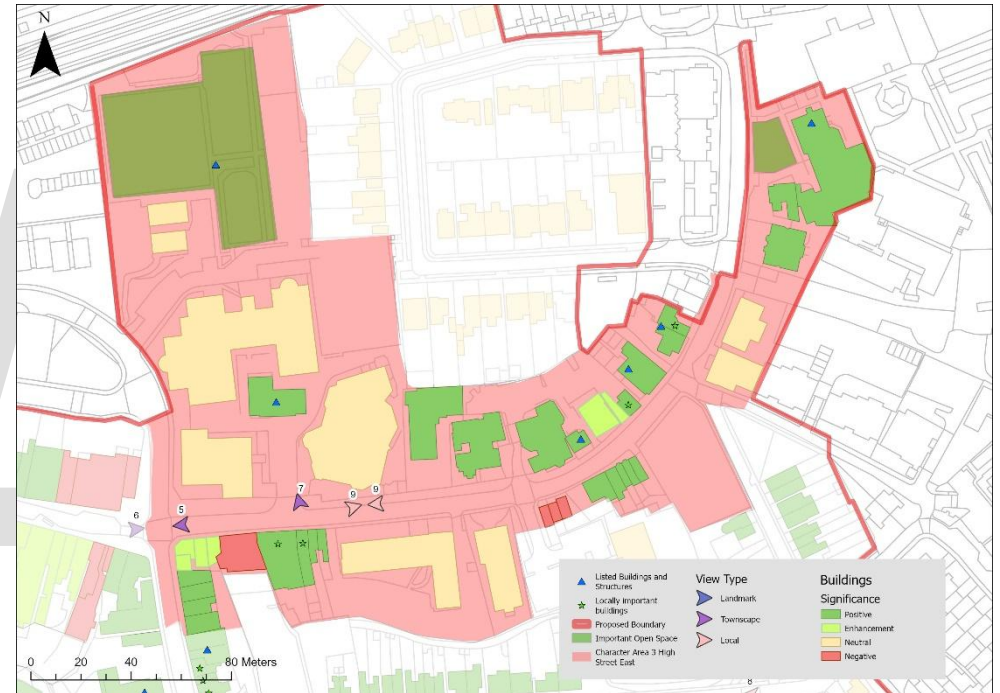 N
7
9
9
5
6
8
0
40
80 Meters
Listed Buildings and
Structures
Locally important
buildings
Proposed Boundary
Important Open Space
Character Area 3 High
Street East
View Type
Landmark
Townscape
Local
Buildings
Significance
Positive
Enhancement
Neutral
Negative